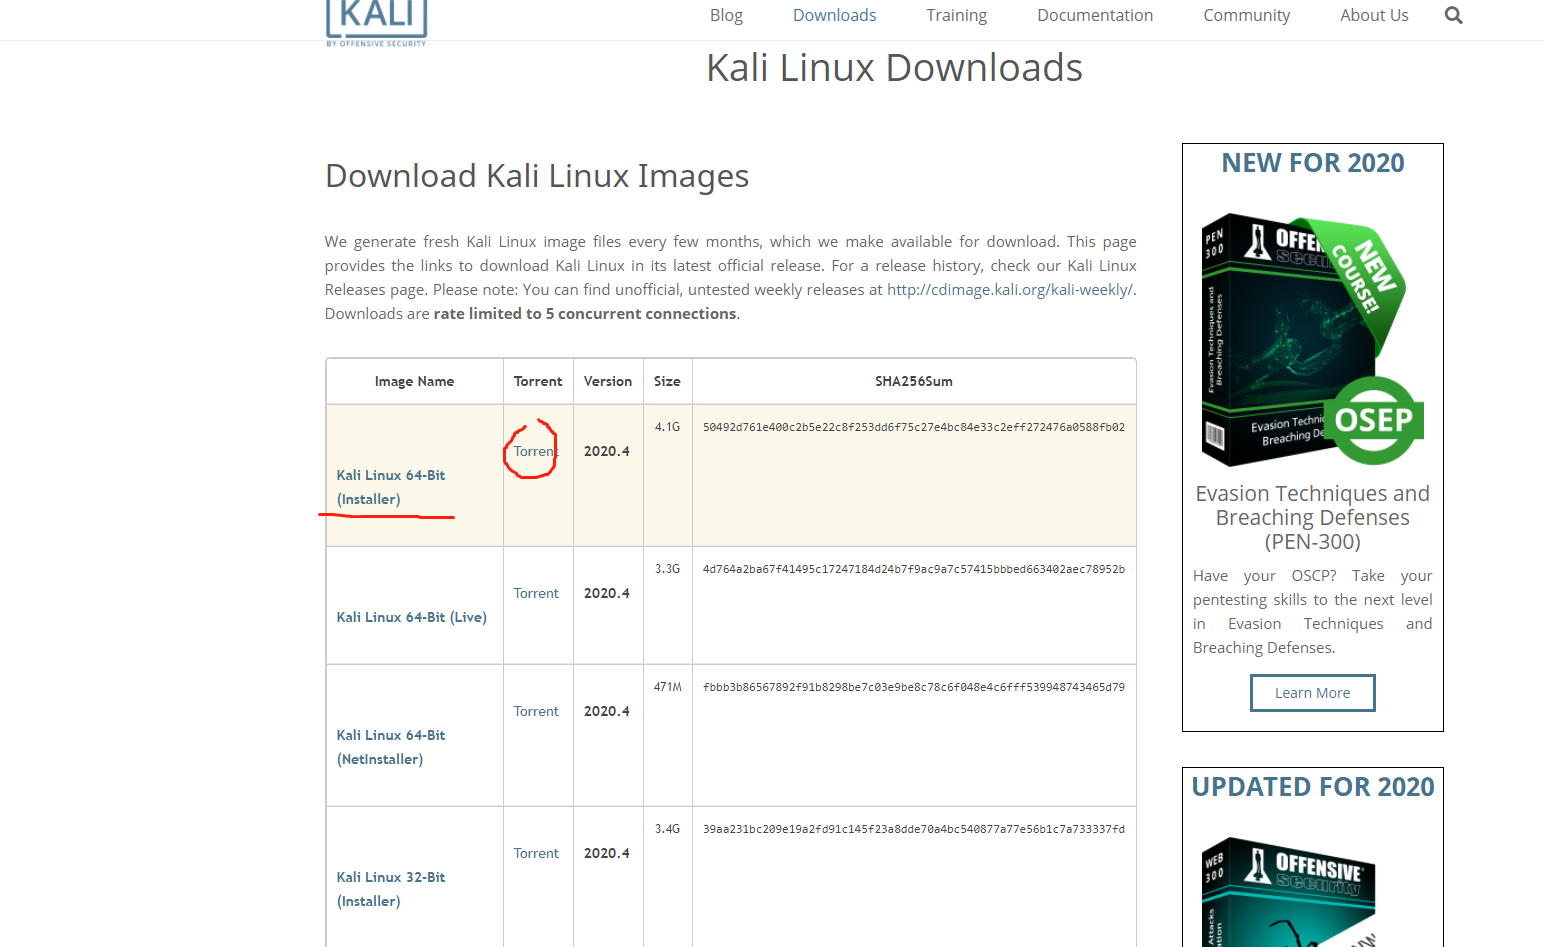 KALI
BY OFFENSIVE SECURITY
Blog Downloads Training Documentation Community About Us
Kali Linux Downloads
Download Kali Linux Images
We generate fresh Kali Linux image files every few months, which we make available for download. This page
provides the links to download Kali Linux in its latest official release. For a release history, check our Kali Linux
Releases page. Please note: You can find unofficial, untested weekly releases at http://cdimage.kali.org/kali-weekly/.
Downloads are rate limited to 5 concurrent connections.
Image Name Torrent Version Size SHA256Sum
4.1G 50492d761e400c2b5e22c8f253dd6f75c27e4bc84e33c2eff272476a0588fb02
Torrent 2020.4
Kali Linux 64-Bit
(Installer)
3.3G 4d764a2ba67f41495c17247184d24b7f9ac9a7c57415bbbed663402aec78952b
Torrent 2020.4
Kali Linux 64-Bit (Live)
471M fbbb3b86567892f91b8298be7c03e9be8c78c6f048e4c6fff539948743465d79
Torrent 2020.4
Kali Linux 64-Bit
(NetInstaller)
3.4G 39aa231bc209e19a2fd91c145f23a8dde70a4bc540877a77e56b1c7a733337fd
Torrent 2020.4
Kali Linux 32-Bit
(Installer)
NEW FOR 2020
PEN
300
OFFEN
NEW
COURSE!
Evasion Techniques and
Breaching Defenses
Evasion Techni
Breaching De
OSEP
Evasion Techniques and
Breaching Defenses
(PEN-300)
Have your OSCP? Take your
pentesting skills to the next level
in Evasion Techniques and
Breaching Defenses.
Learn More
UPDATED FOR 2020
WEB
300
OFFENSIVE
security